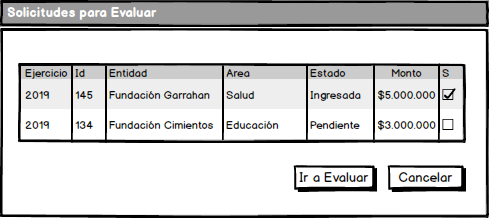 Solicitudes para Evaluar
Ejercicio Id Entidad Area Estado Monto S
2019 145 Fundación Garrahan Salud Ingresada $5.000.000
2019 134 Fundación Cimientos Educación Pendiente $3.000.000
Ir a Evaluar Cancelar